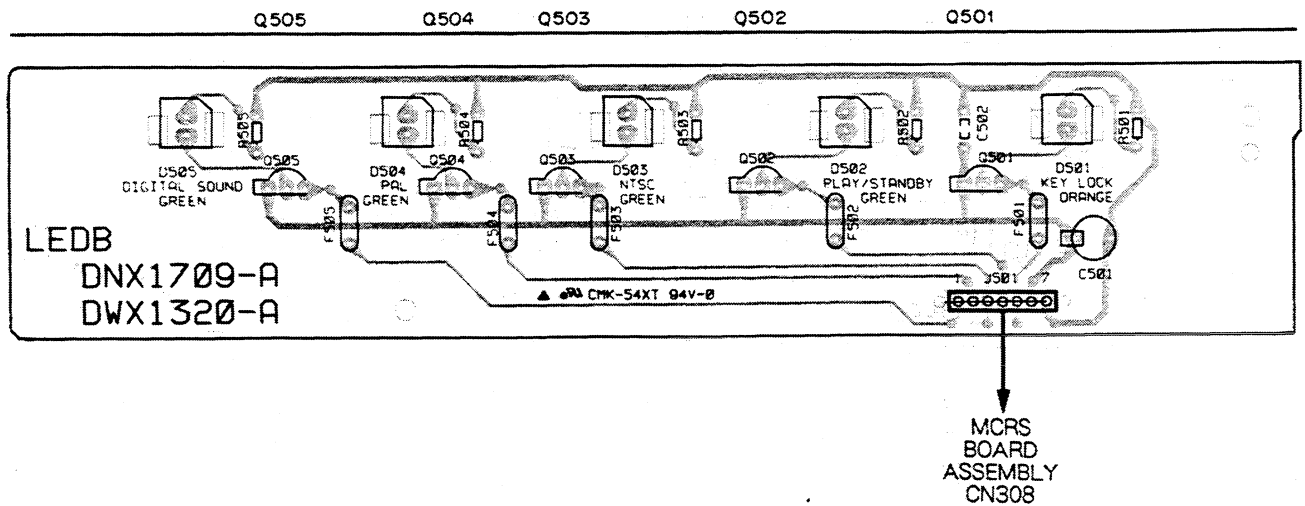 Q505 Q504 Q503 Q502 Q501
R505 R504 R503 R502 C502 R501
Q505 Q504 Q503 Q502 Q501
D505
DIGITAL SOUND
GREEN
D504
PAL
GREEN
D503
NTSC
GREEN
D502
PLAY/STANDBY
GREEN
D501
KEY LOCK
ORANGE
F505 F504 F503 F502 F501
C501
LEDB
DNX1709-A
DWX1320-A
CMK-54XT 94V-0
1 J501 7
MCRS
BOARD
ASSEMBLY
CN308